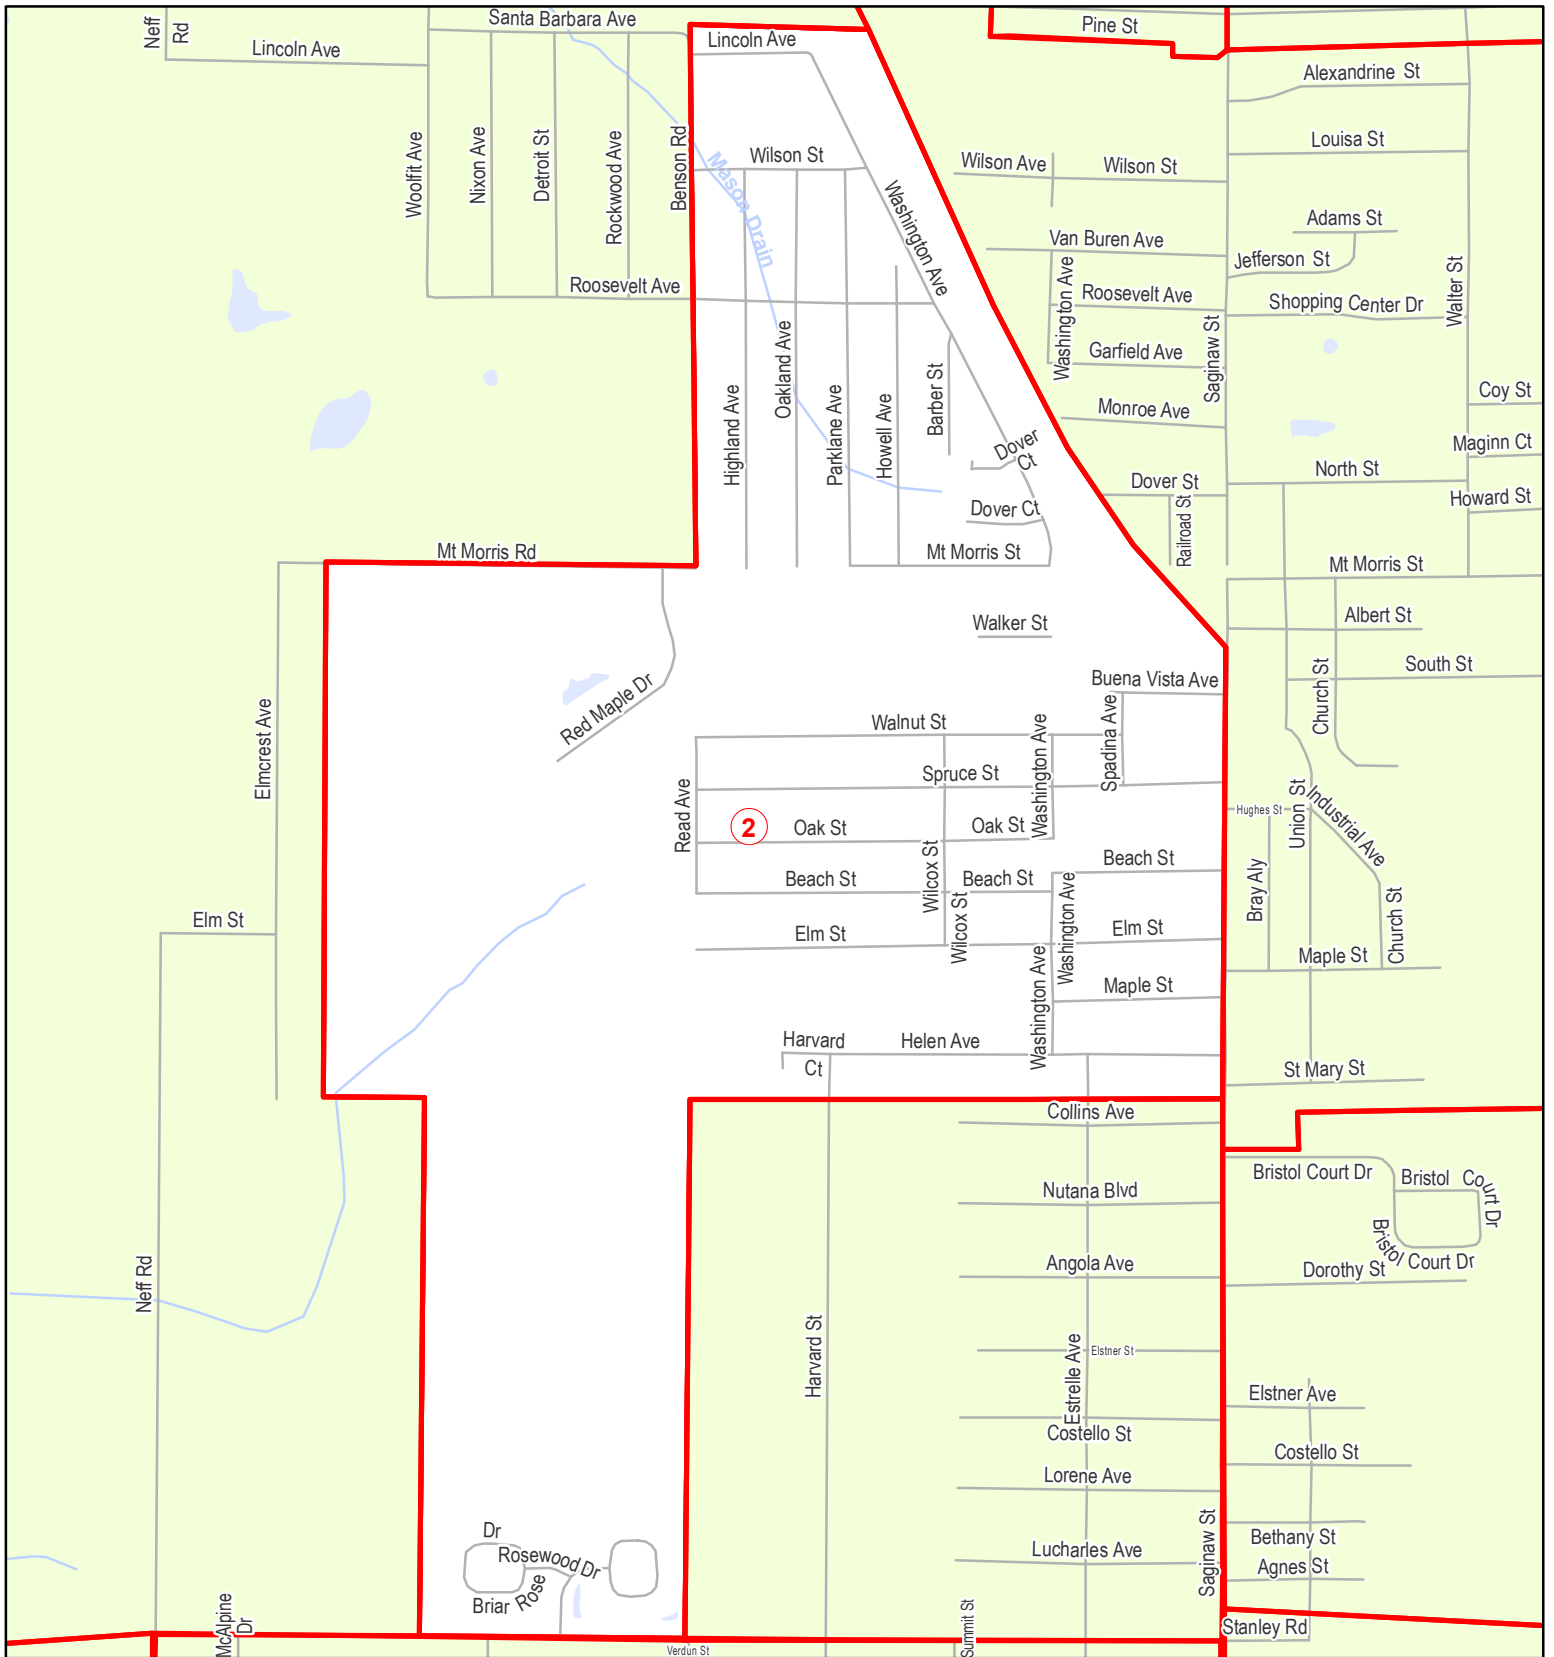 Santa Barbara Ave
Neff
Rd
Lincoln Ave
Lincoln Ave
Pine St
Alexandrine St
Louisa St
Woolfit Ave
Nixon Ave
Detroit St
Rockwood Ave
Benson Rd
Mason Drain
Wilson St
Wilson Ave
Wilson St
Washington Ave
Adams St
Van Buren Ave
Jefferson St
Roosevelt Ave
Washington Ave
Roosevelt Ave
Shopping Center Dr
Walter St
Saginaw St
Garfield Ave
Highland Ave
Oakland Ave
Parklane Ave
Howell Ave
Barber St
Monroe Ave
Coy St
Dover
Ct
Maginn Ct
North St
Dover St
Howard St
Dover Ct
Railroad St
Mt Morris Rd
Mt Morris St
Mt Morris St
Walker St
Albert St
South St
Church St
Buena Vista Ave
Red Maple Dr
Elmcrest Ave
Walnut St
Washington Ave
Spadina Ave
Spruce St
Read Ave
2
Oak St
Oak St
Hughes St
Union St
Industrial Ave
Beach St
Beach St
Beach St
Wilcox St
Wilcox St
Washington Ave
Bray Aly
Church St
Elm St
Elm St
Elm St
Maple St
Maple St
Washington Ave
Harvard
Ct
Helen Ave
St Mary St
Collins Ave
Bristol Court Dr
Bristol Court Dr
Bristol Court Dr
Nutana Blvd
Angola Ave
Dorothy St
Neff Rd
Harvard St
Estrelle Ave
Elstner St
Elstner Ave
Costello St
Costello St
Lorene Ave
Saginaw St
Dr
Rosewood Dr
Briar Rose
Lucharles Ave
Bethany St
Agnes St
McAlpine
Dr
Summit St
Stanley Rd
Verdun St